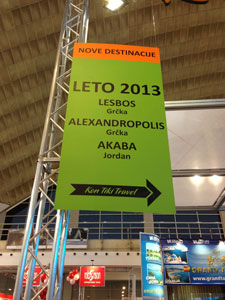 NOVE DESTINACIJE
LETO 2013
LESBOS
Grčka
ALEXANDROPOLIS
Grčka
AKABA
Jordan
Kon Tiki Travel